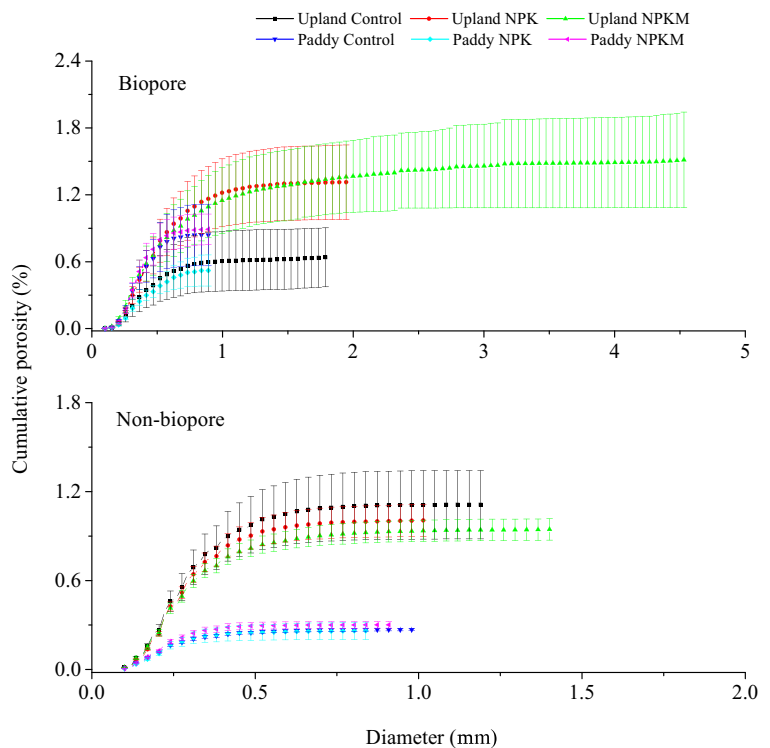 Upland Control Upland NPK Upland NPKM
Paddy Control Paddy NPK Paddy NPKM
2.4
Biopore
1.8
1.2
0.6
0.0
0 1 2 3 4 5
Cumulative porosity (%)
1.8
Non-biopore
1.2
0.6
0.0
0.0 0.5 1.0 1.5 2.0
Diameter (mm)